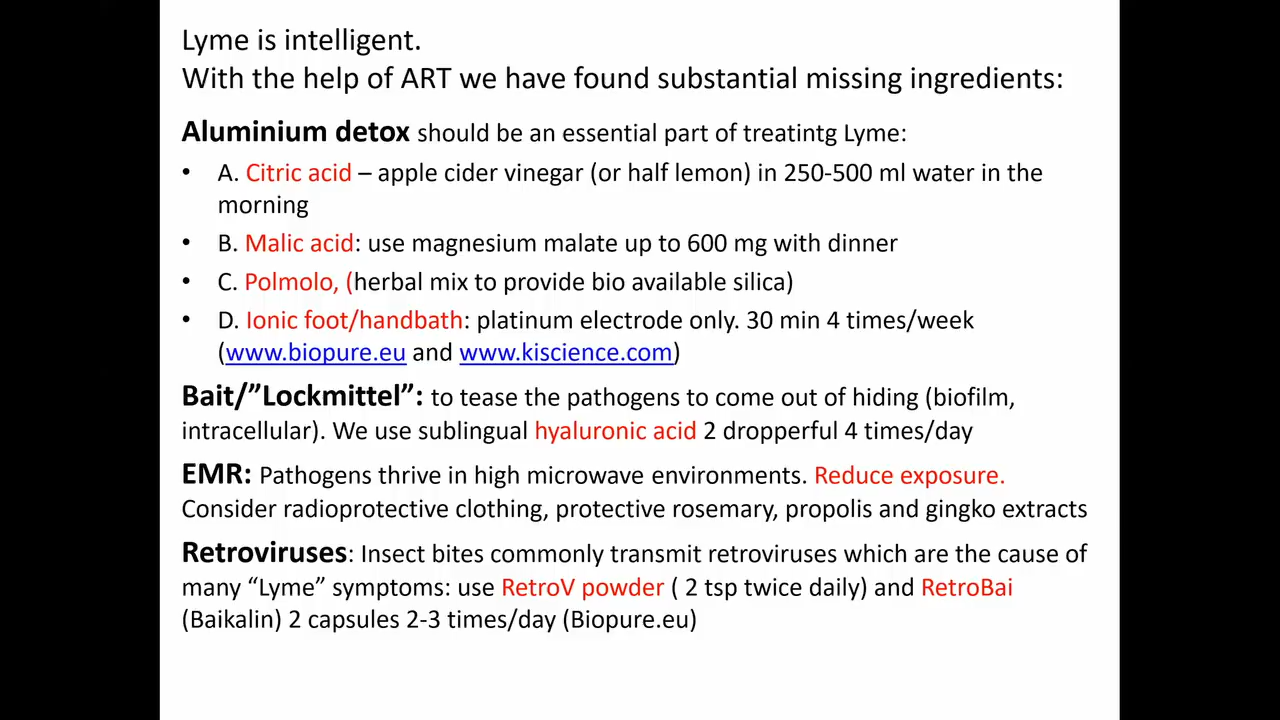 Lyme is intelligent.
With the help of ART we have found substantial missing ingredients:
Aluminium detox should be an essential part of treatintg Lyme:
• A. Citric acid – apple cider vinegar (or half lemon) in 250-500 ml water in the
morning
• B. Malic acid: use magnesium malate up to 600 mg with dinner
• C. Polmolo, (herbal mix to provide bio available silica)
• D. Ionic foot/handbath: platinum electrode only. 30 min 4 times/week
(www.biopure.eu and www.kiscience.com)
Bait/”Lockmittel”: to tease the pathogens to come out of hiding (biofilm,
intracellular). We use sublingual hyaluronic acid 2 dropperful 4 times/day
EMR: Pathogens thrive in high microwave environments. Reduce exposure.
Consider radioprotective clothing, protective rosemary, propolis and gingko extracts
Retroviruses: Insect bites commonly transmit retroviruses which are the cause of
many “Lyme” symptoms: use RetroV powder ( 2 tsp twice daily) and RetroBai
(Baikalin) 2 capsules 2-3 times/day (Biopure.eu)